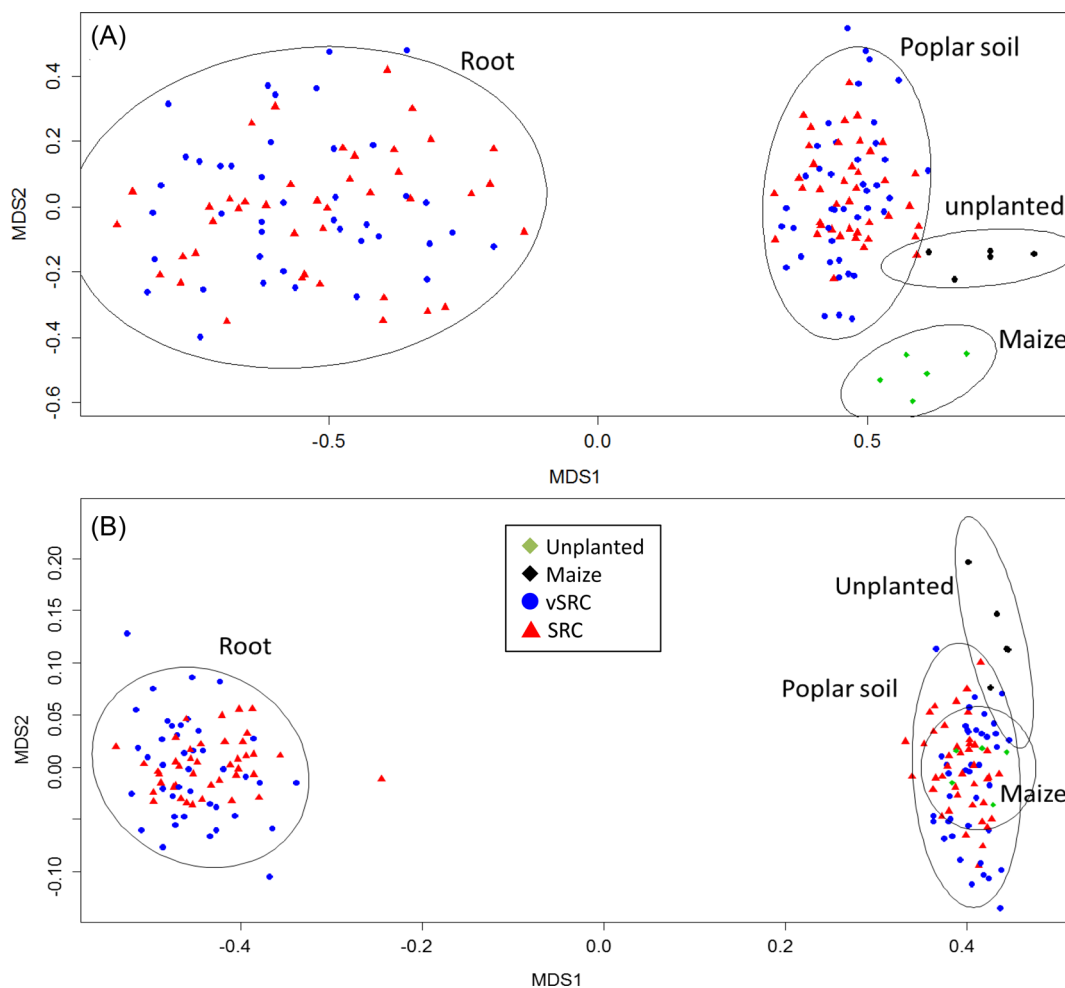 (A)
Root
Poplar soil
unplanted
Maize
MDS2
0.4
0.2
0.0
-0.2
-0.4
-0.6
-0.5
0.0
0.5
MDS1
(B)
Unplanted
Maize
vSRC
SRC
Root
Unplanted
Poplar soil
Maize
MDS2
0.20
0.15
0.10
0.05
0.00
-0.10
-0.4
-0.2
0.0
0.2
0.4
MDS1